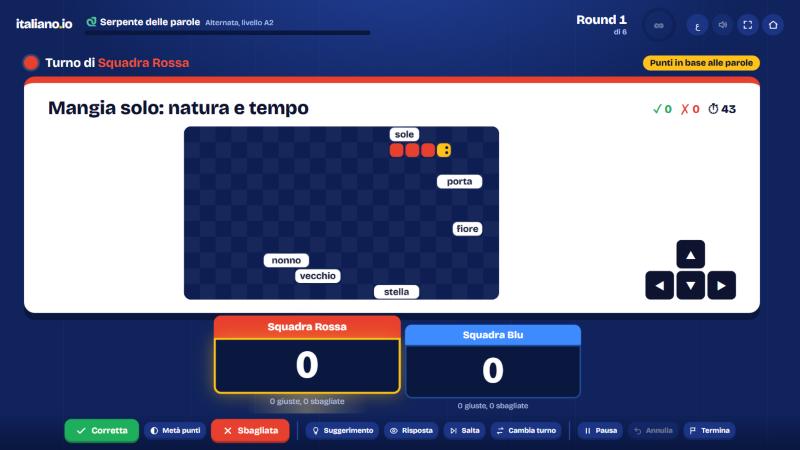 italiano.io
Serpente delle parole Alternata, livello A2
Round 1
di 6
ع
Turno di Squadra Rossa
Punti in base alle parole
Mangia solo: natura e tempo
✓ 0 ✗ 0 ⏱ 43
sole
porta
fiore
nonno
vecchio
stella
▲
◀ ▼ ▶
Squadra Rossa
0
0 giuste, 0 sbagliate
Squadra Blu
0
0 giuste, 0 sbagliate
Corretta
Metà punti
Sbagliata
Suggerimento
Risposta
Salta
Cambia turno
Pausa
Annulla
Termina